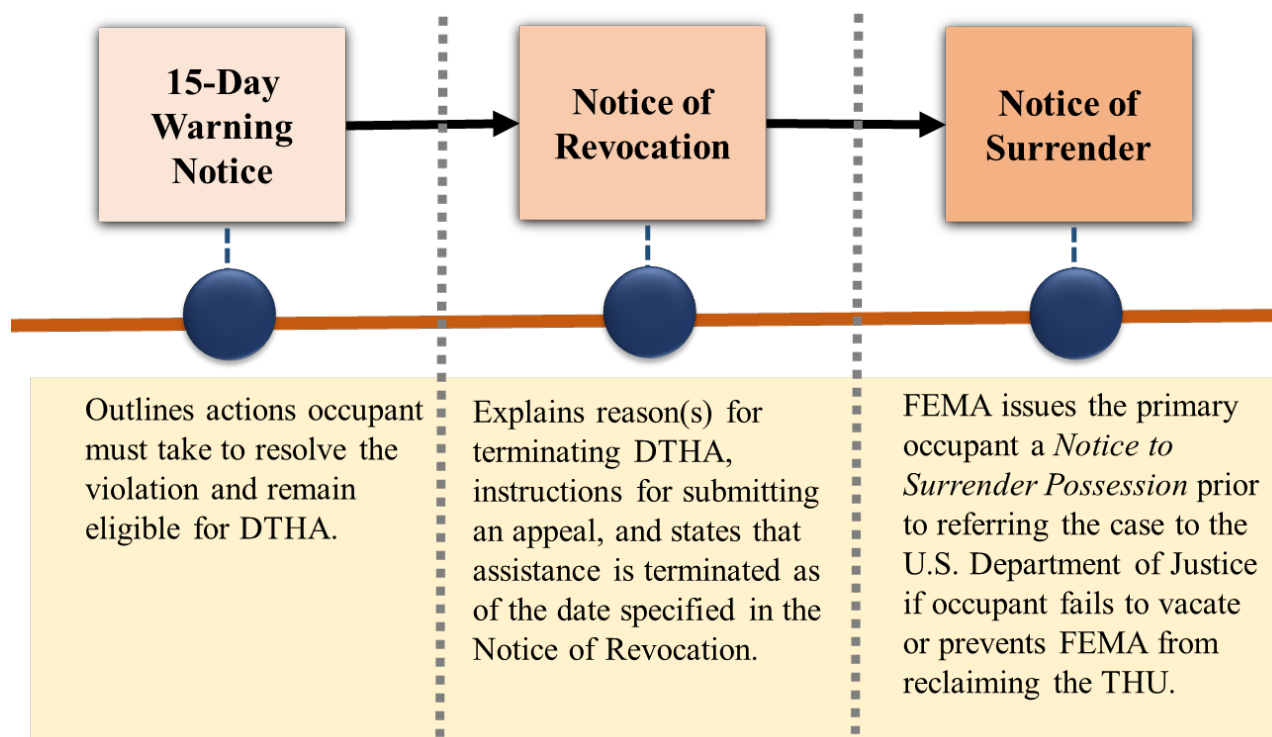 15-Day
Warning
Notice
Notice of
Revocation
Notice of
Surrender
Outlines actions occupant
must take to resolve the
violation and remain
eligible for DTHA.
Explains reason(s) for
terminating DTHA,
instructions for submitting
an appeal, and states that
assistance is terminated as
of the date specified in the
Notice of Revocation.
FEMA issues the primary
occupant a Notice to
Surrender Possession prior
to referring the case to the
U.S. Department of Justice
if occupant fails to vacate
or prevents FEMA from
reclaiming the THU.